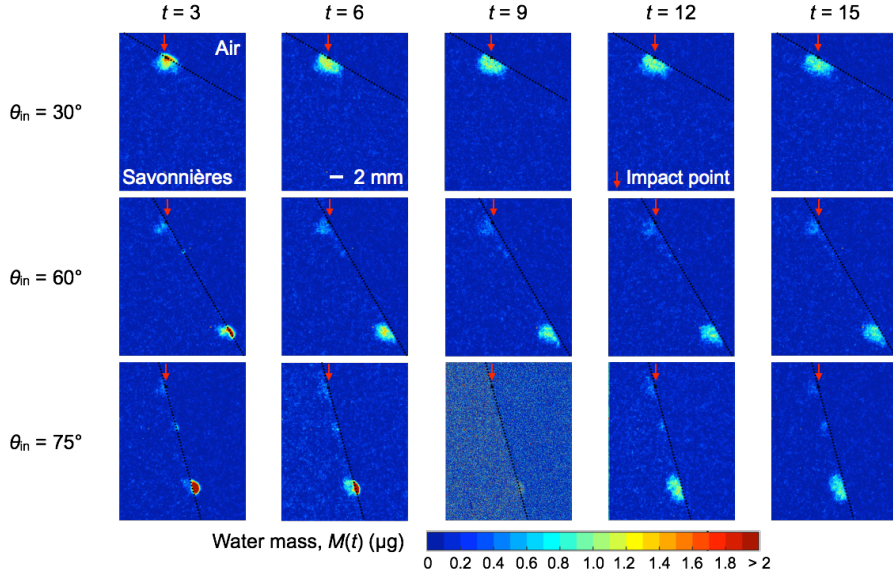 t = 3 t = 6 t = 9 t = 12 t = 15
θin = 30°
Air
Savonnières
2 mm
Impact point
θin = 60°
θin = 75°
Water mass, M(t) (μg)
0 0.2 0.4 0.6 0.8 1.0 1.2 1.4 1.6 1.8 > 2